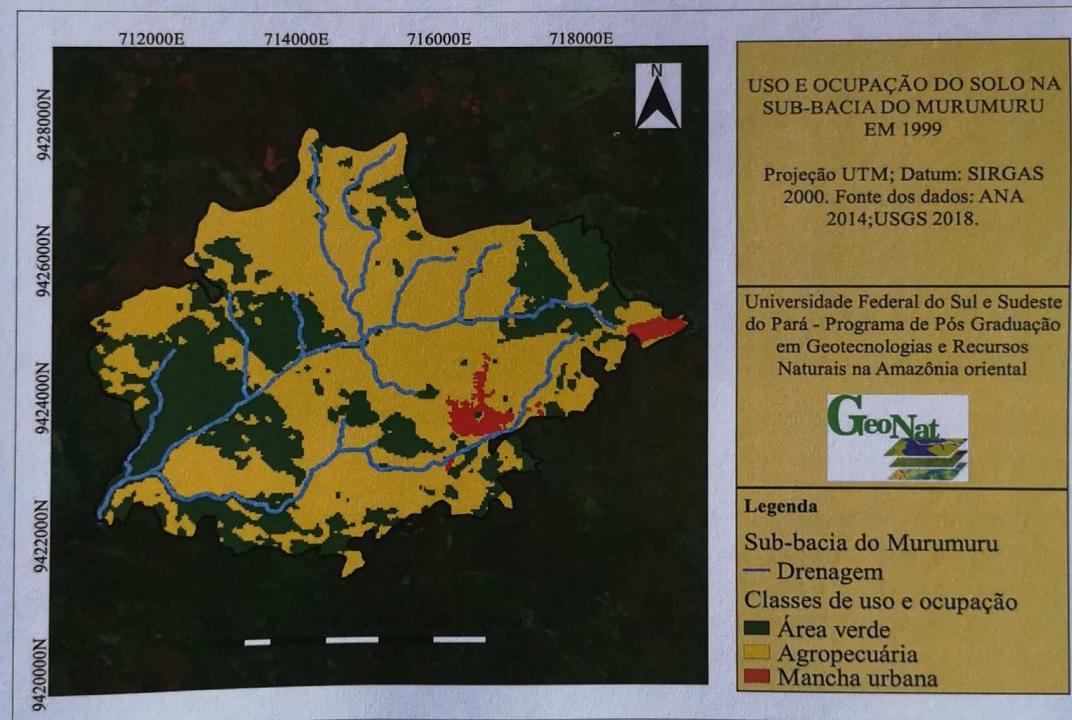 712000E 714000E 716000E 718000E
9428000N
9426000N
9424000N
9422000N
9420000N
N
USO E OCUPAÇÃO DO SOLO NA
SUB-BACIA DO MURUMURU
EM 1999
Projeção UTM; Datum: SIRGAS
2000. Fonte dos dados: ANA
2014;USGS 2018.
Universidade Federal do Sul e Sudeste
do Pará - Programa de Pós Graduação
em Geotecnologias e Recursos
Naturais na Amazônia oriental
GeoNat
Legenda
Sub-bacia do Murumuru
Drenagem
Classes de uso e ocupação
Área verde
Agropecuária
Mancha urbana